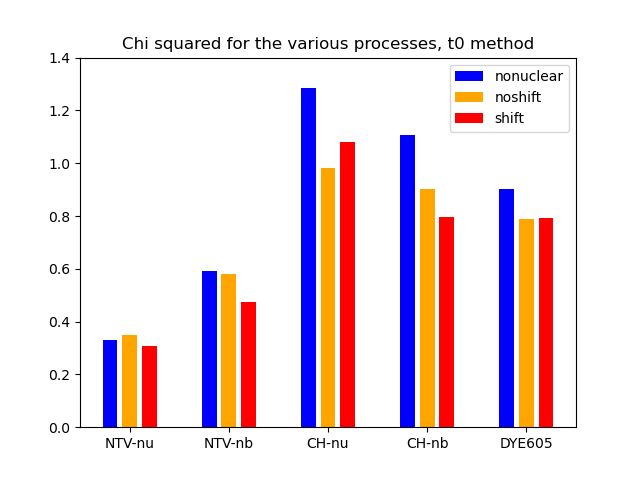 Chi squared for the various processes, t0 method
1.4
1.2
1.0
0.8
0.6
0.4
0.2
0.0
nonuclear
noshift
shift
NTV-nu
NTV-nb
CH-nu
CH-nb
DYE605